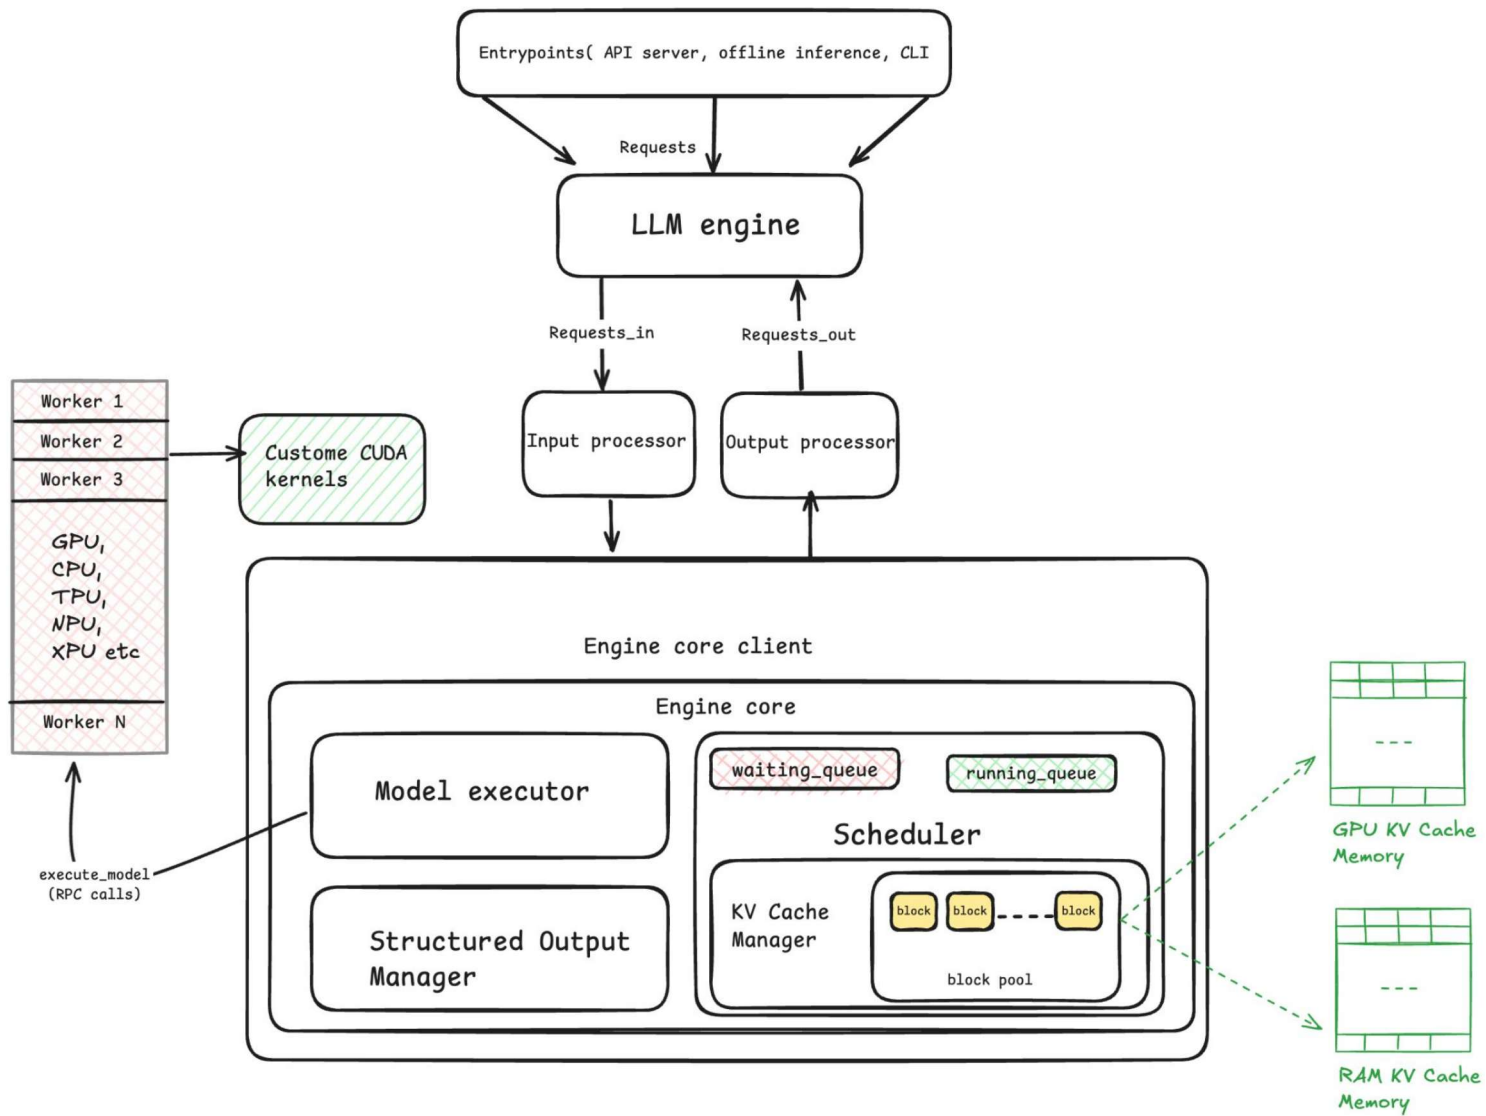 Entrypoints( API server, offline inference, CLI
Requests
LLM engine
Requests_in
Requests_out
Input processor
Output processor
Worker 1
Worker 2
Worker 3
GPU,
CPU,
TPU,
NPU,
XPU etc
Worker N
Custome CUDA
kernels
execute_model
(RPC calls)
Engine core client
Engine core
Model executor
Structured Output
Manager
waiting_queue
running_queue
Scheduler
KV Cache
Manager
block
block
block
block pool
GPU KV Cache
Memory
RAM KV Cache
Memory